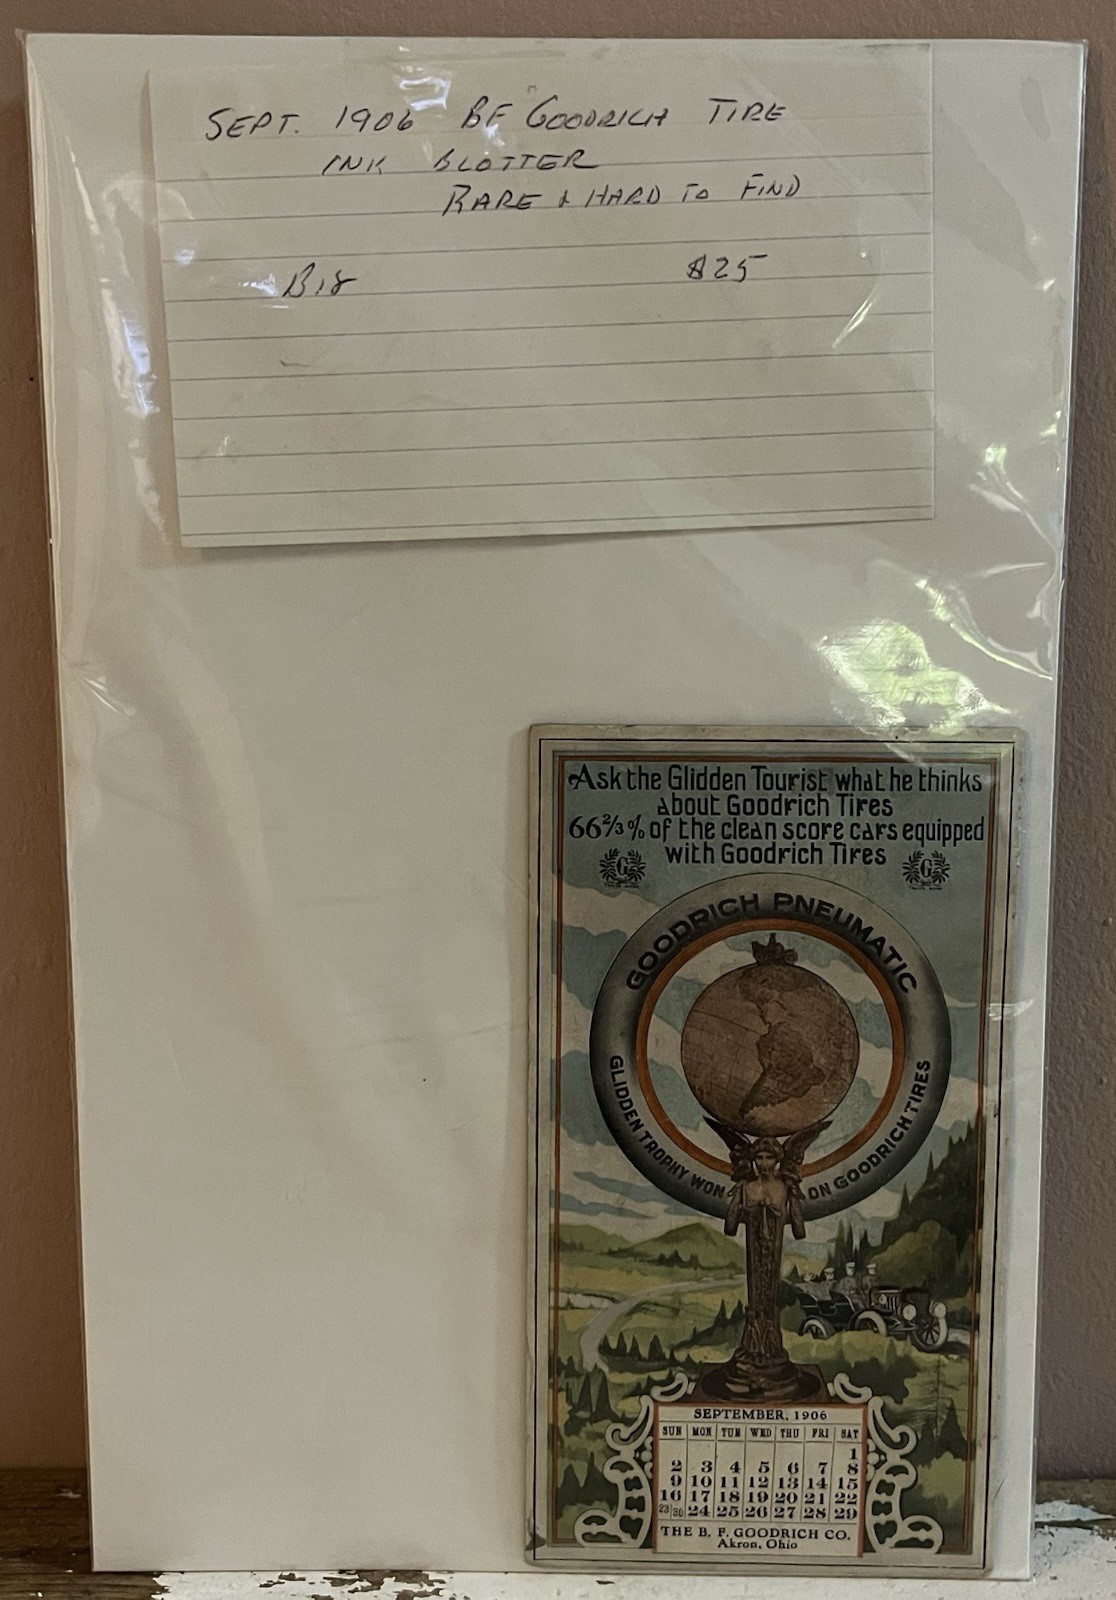 SEPT. 1906 BF GOODRICH TIRE
INK BLOTTER
RARE & HARD TO FIND
B18 $25
Ask the Glidden Tourist what he thinks
about Goodrich Tires
66 2/3 % of the clean score cars equipped
with Goodrich Tires
G G
GOODRICH PNEUMATIC
GLIDDEN TROPHY WON ON GOODRICH TIRES
SEPTEMBER, 1906
SUN MON TUE WED THU FRI SAT
1
2 3 4 5 6 7 8
9 10 11 12 13 14 15
16 17 18 19 20 21 22
23/30 24 25 26 27 28 29
THE B. F. GOODRICH CO.
Akron, Ohio